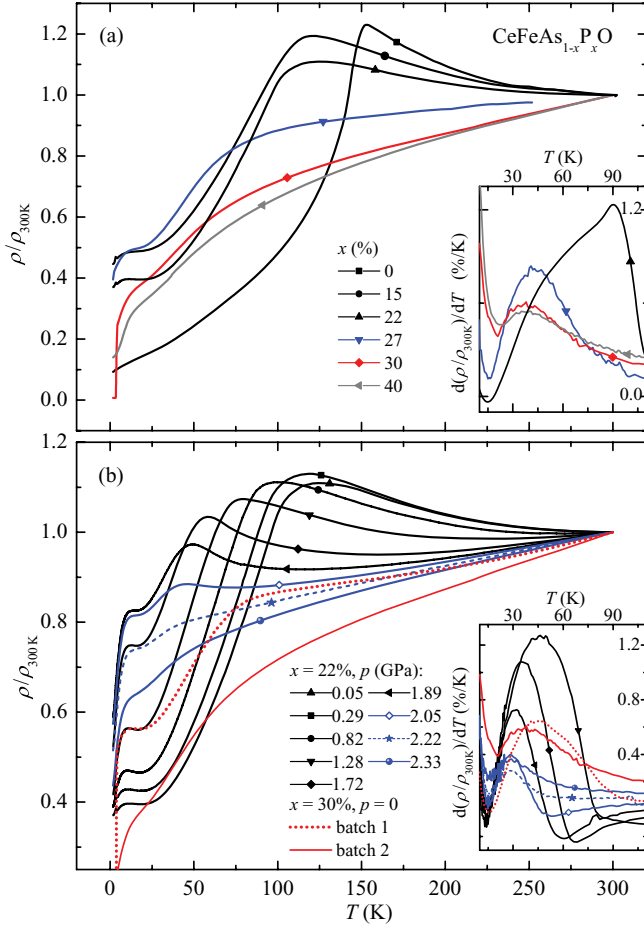 (a)
CeFeAs1-xPxO
1.2
1.0
0.8
0.6
0.4
0.2
0.0
ρ/ρ300K
x (%)
0
15
22
27
30
40
T (K)
30 60 90
1.2
0.0
d(ρ/ρ300K)/dT (%/K)
(b)
1.2
1.0
0.8
0.6
0.4
ρ/ρ300K
x = 22%, p (GPa):
0.05 1.89
0.29 2.05
0.82 2.22
1.28 2.33
1.72
x = 30%, p = 0
batch 1
batch 2
T (K)
30 60 90
1.2
0.8
0.4
d(ρ/ρ300K)/dT (%/K)
0 50 100 150 200 250 300
T (K)